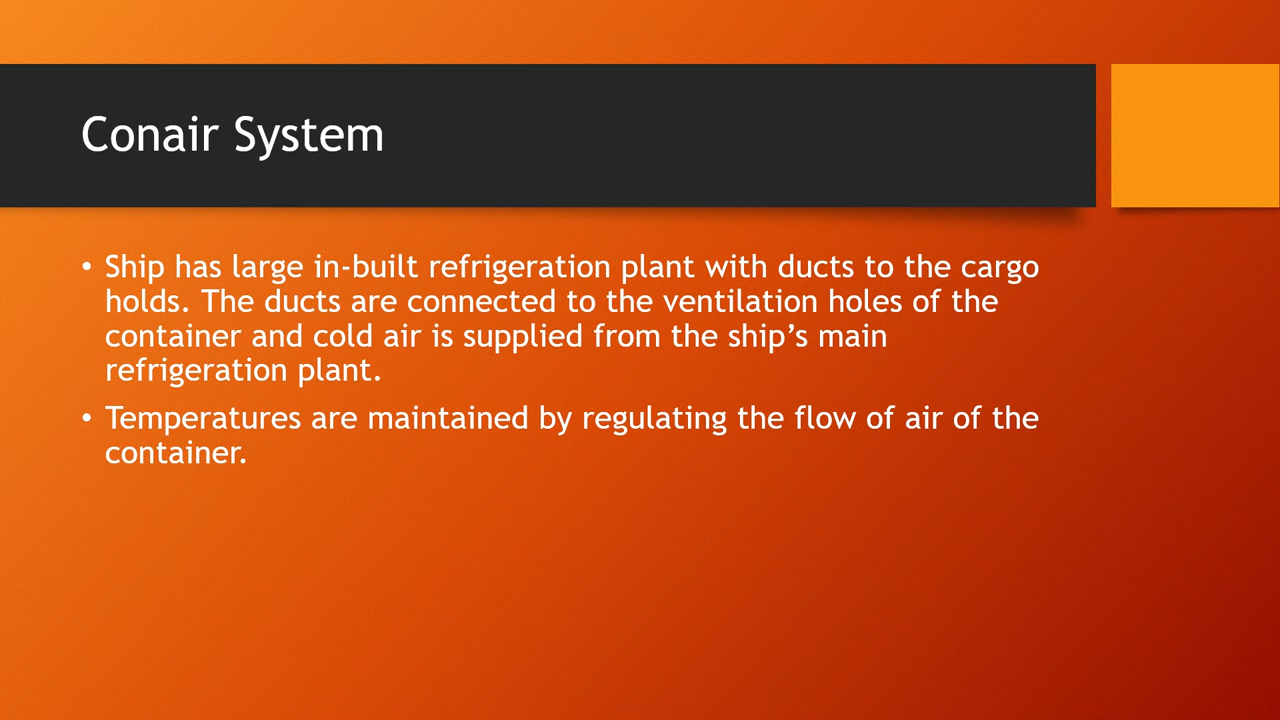 Conair System
• Ship has large in-built refrigeration plant with ducts to the cargo
holds. The ducts are connected to the ventilation holes of the
container and cold air is supplied from the ship’s main
refrigeration plant.
• Temperatures are maintained by regulating the flow of air of the
container.